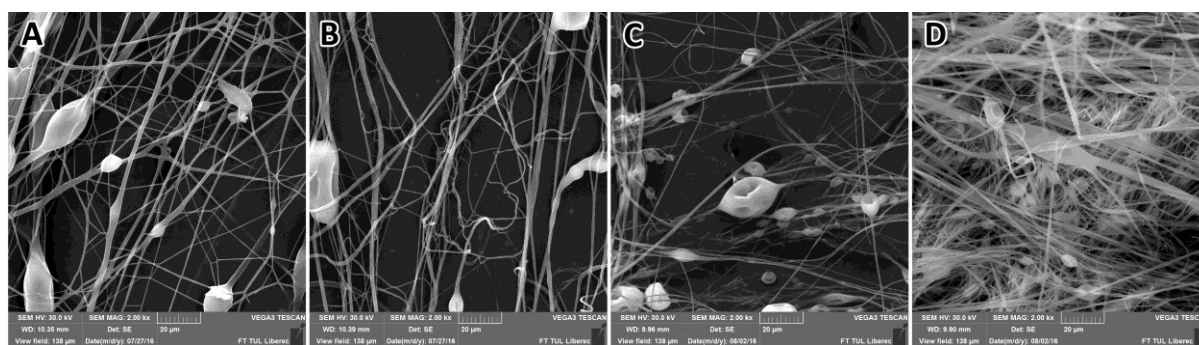 A
SEM HV: 30.0 kV SEM MAG: 2.00 kx VEGA3 TESCAN
WD: 10.35 mm Det: SE 20 µm
View field: 138 µm Date(m/d/y): 07/27/16 FT TUL Liberec
B
SEM HV: 30.0 kV SEM MAG: 2.00 kx VEGA3 TESCAN
WD: 10.39 mm Det: SE 20 µm
View field: 138 µm Date(m/d/y): 07/27/16 FT TUL Liberec
C
SEM HV: 30.0 kV SEM MAG: 2.00 kx VEGA3 TESCAN
WD: 9.96 mm Det: SE 20 µm
View field: 138 µm Date(m/d/y): 08/02/16 FT TUL Liberec
D
SEM HV: 30.0 kV SEM MAG: 2.00 kx VEGA3 TESCAN
WD: 9.90 mm Det: SE 20 µm
View field: 138 µm Date(m/d/y): 08/02/16 FT TUL Liberec